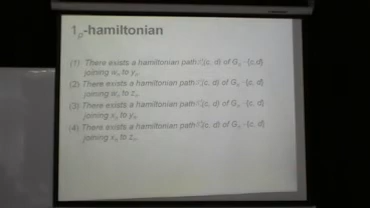 1p-hamiltonian
(1) There exists a hamiltonian path (c, d) of G - {c,d}
joining to
(2) There exists a hamiltonian path (c, d) of G - {c,d}
joining to
(3) There exists a hamiltonian path (c, d) of G - {c,d}
joining to
(4) There exists a hamiltonian path (c, d) of G - {c,d}
joining to